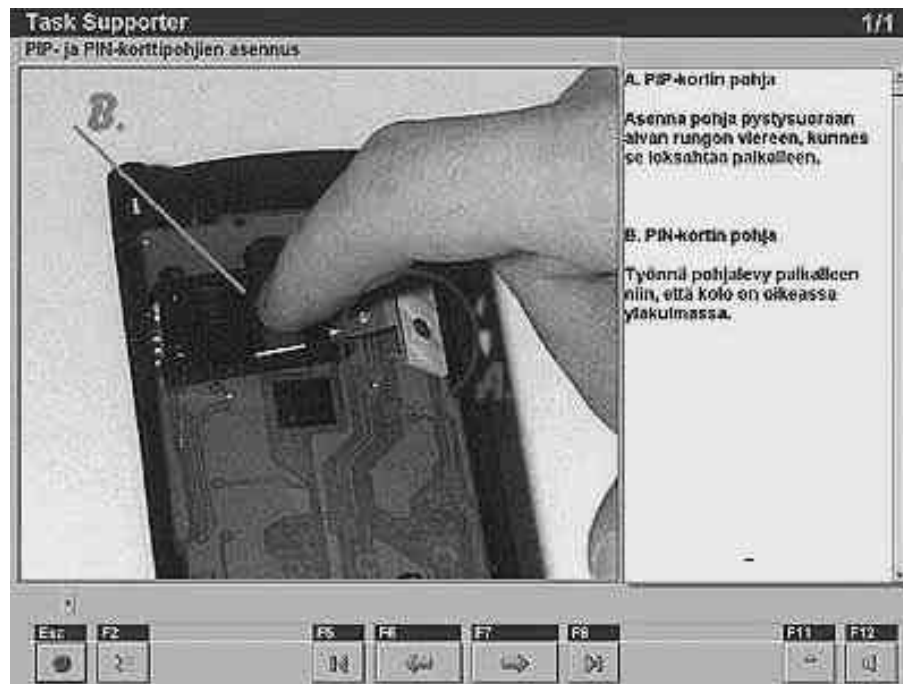 Task Supporter
1/1
PIP- ja PIN-korttipohjien asennus
B.
A. PIP-kortin pohja
Asenna pohja pystysuoraan
aivan rungon viereen, kunnes
se loksahtaa paikalleen.
B. PIN-kortin pohja
Työnnä pohjalevy paikalleen
niin, että kolo on oikeassa
yläkulmassa.
Esc F2 F5 F6 F7 F8 F11 F12